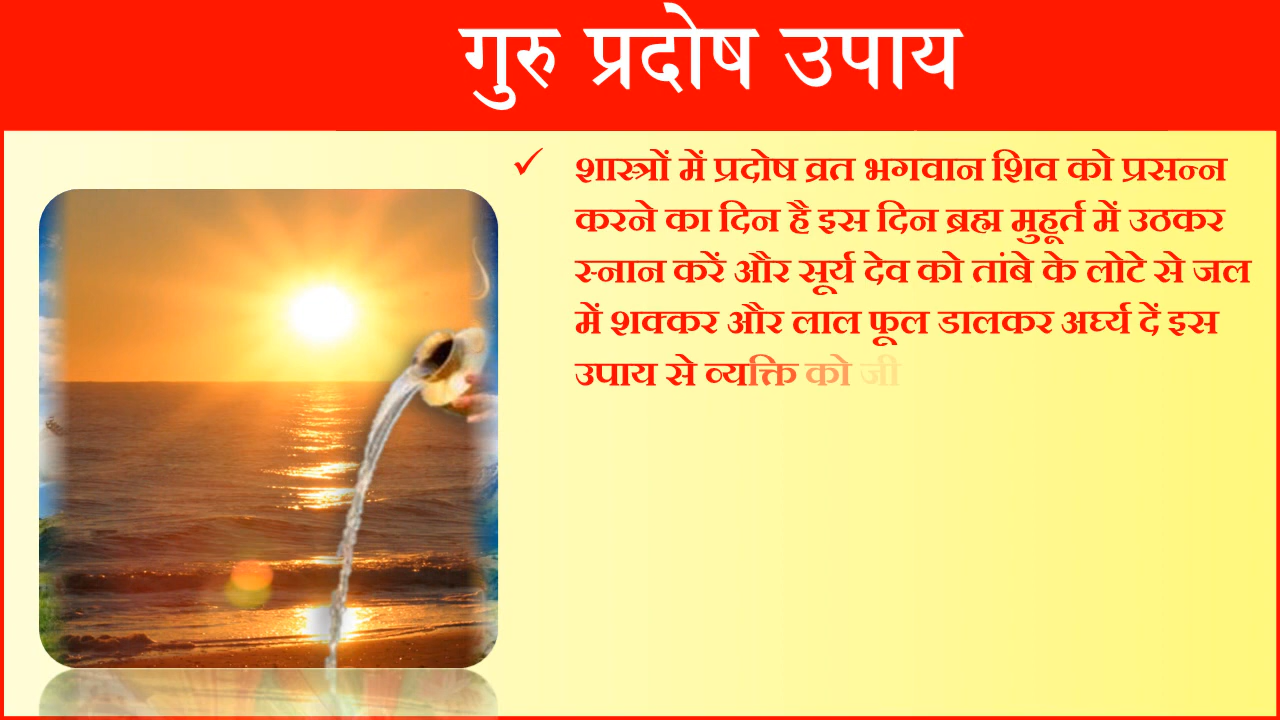 गुरु प्रदोष उपाय
शास्त्रों में प्रदोष व्रत भगवान शिव को प्रसन्न
करने का दिन है इस दिन ब्रह्म मुहूर्त में उठकर
स्नान करें और सूर्य देव को तांबे के लोटे से जल
में शक्कर और लाल फूल डालकर अर्घ्य दें इस
उपाय से व्यक्ति को जी